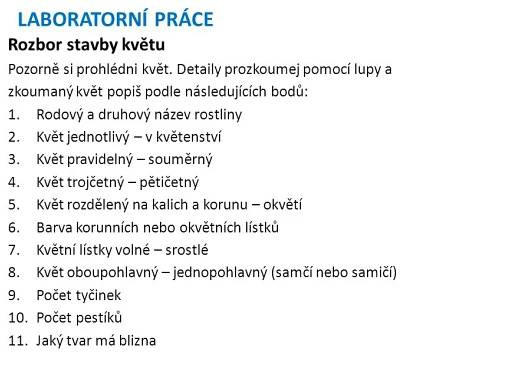 LABORATORNÍ PRÁCE
Rozbor stavby květu
Pozorně si prohlédni květ. Detaily prozkoumej pomocí lupy a
zkoumaný květ popiš podle následujících bodů:
1. Rodový a druhový název rostliny
2. Květ jednotlivý – v květenství
3. Květ pravidelný – souměrný
4. Květ trojčetný – pětičetný
5. Květ rozdělený na kalich a korunu – okvětí
6. Barva korunních nebo okvětních lístků
7. Květní lístky volné – srostlé
8. Květ oboupohlavný – jednopohlavný (samčí nebo samičí)
9. Počet tyčinek
10. Počet pestíků
11. Jaký tvar má blizna